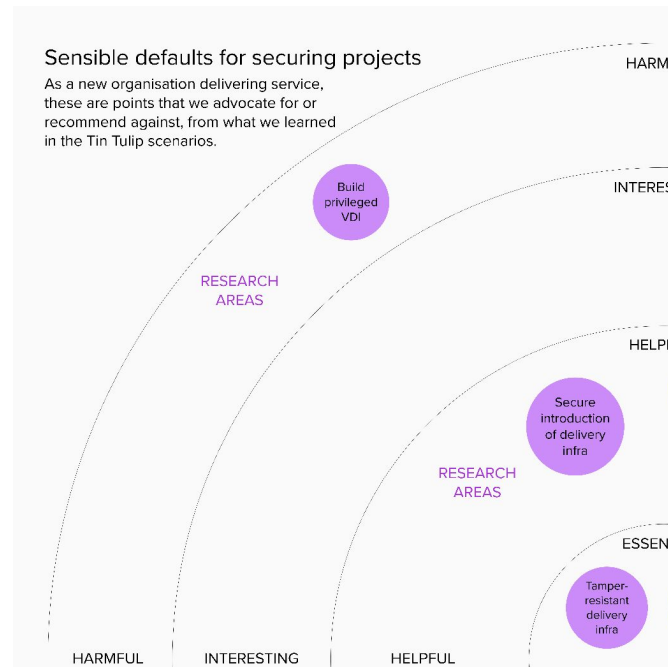 Sensible defaults for securing projects
As a new organisation delivering service,
these are points that we advocate for or
recommend against, from what we learned
in the Tin Tulip scenarios.
HARM
Build
privileged
VDI
INTERES
RESEARCH
AREAS
HELP
Secure
introduction
of delivery
infra
RESEARCH
AREAS
ESSEN
Tamper-
resistant
delivery
infra
HARMFUL
INTERESTING
HELPFUL